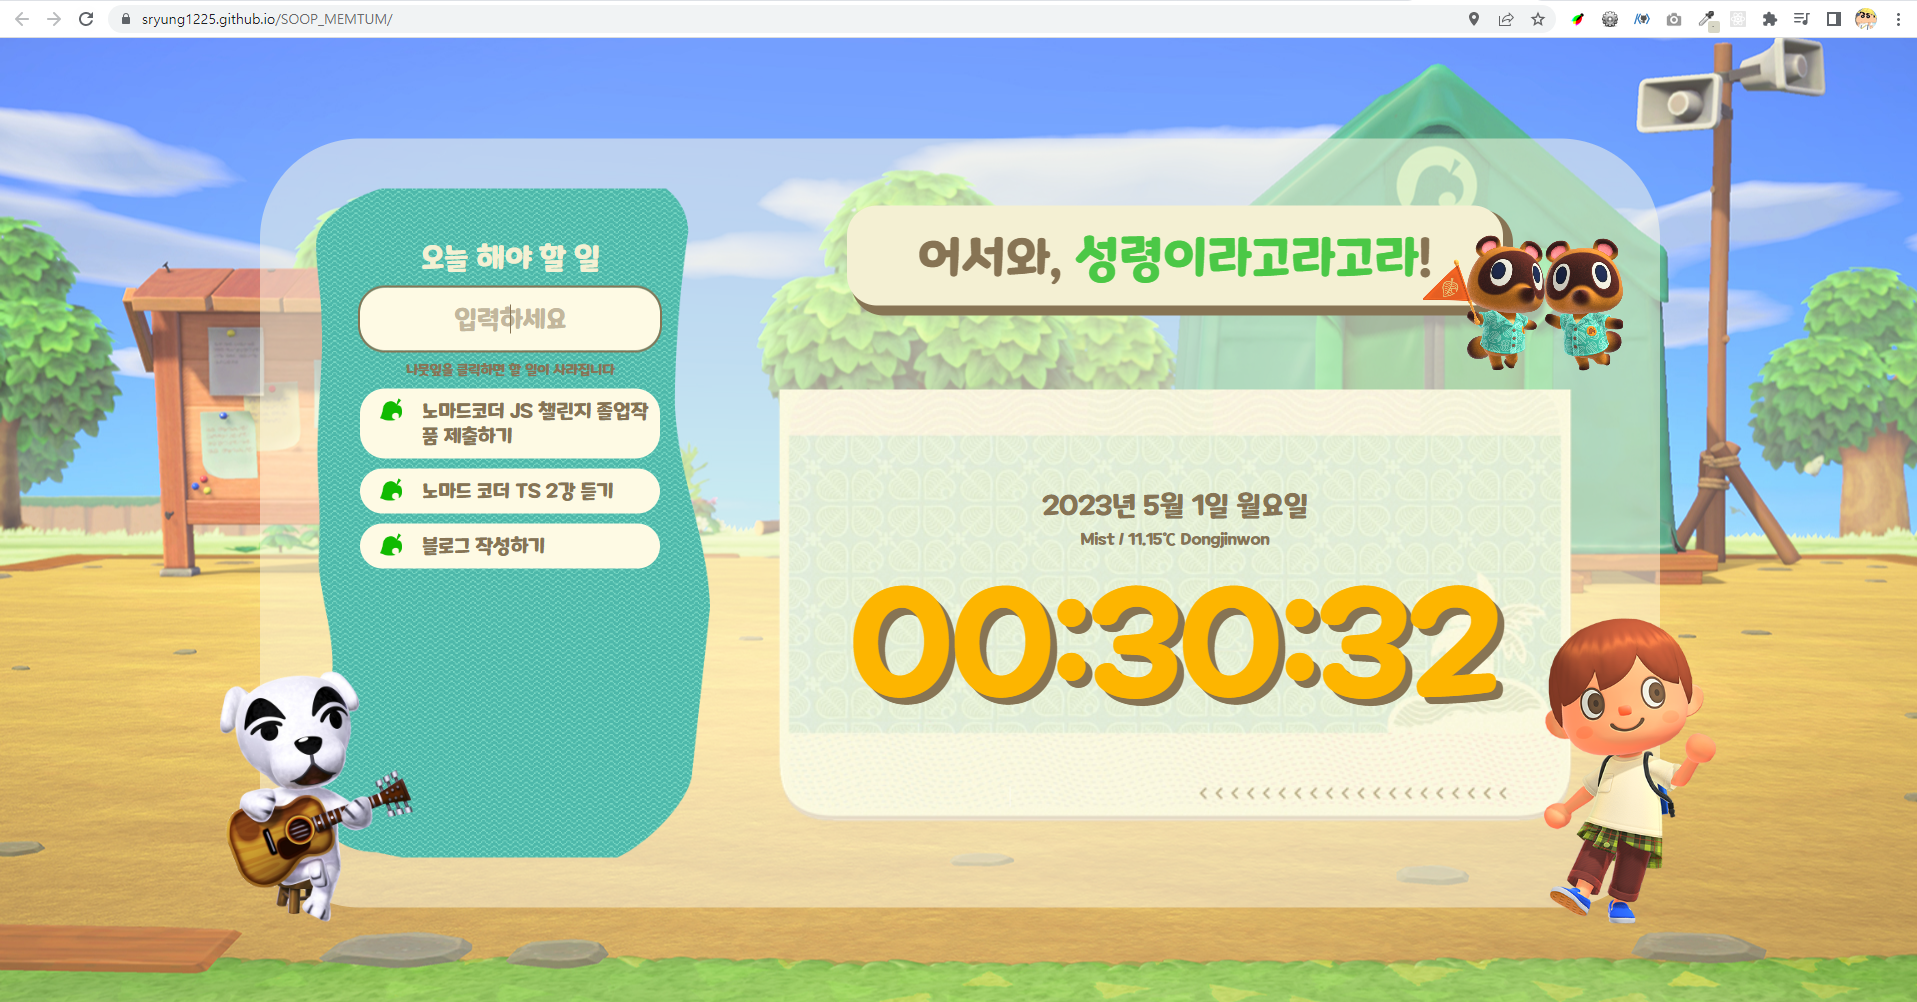 sryung1225.github.io/SOOP_MEMTUM/
오늘 해야 할 일
입력하세요
나뭇잎을 클릭하면 할 일이 사라집니다
노마드코더 JS 챌린지 졸업작
품 제출하기
노마드 코더 TS 2강 듣기
블로그 작성하기
어서와, 성령이라고라고라!
2023년 5월 1일 월요일
Mist / 11.15℃ Dongjinwon
00:30:32